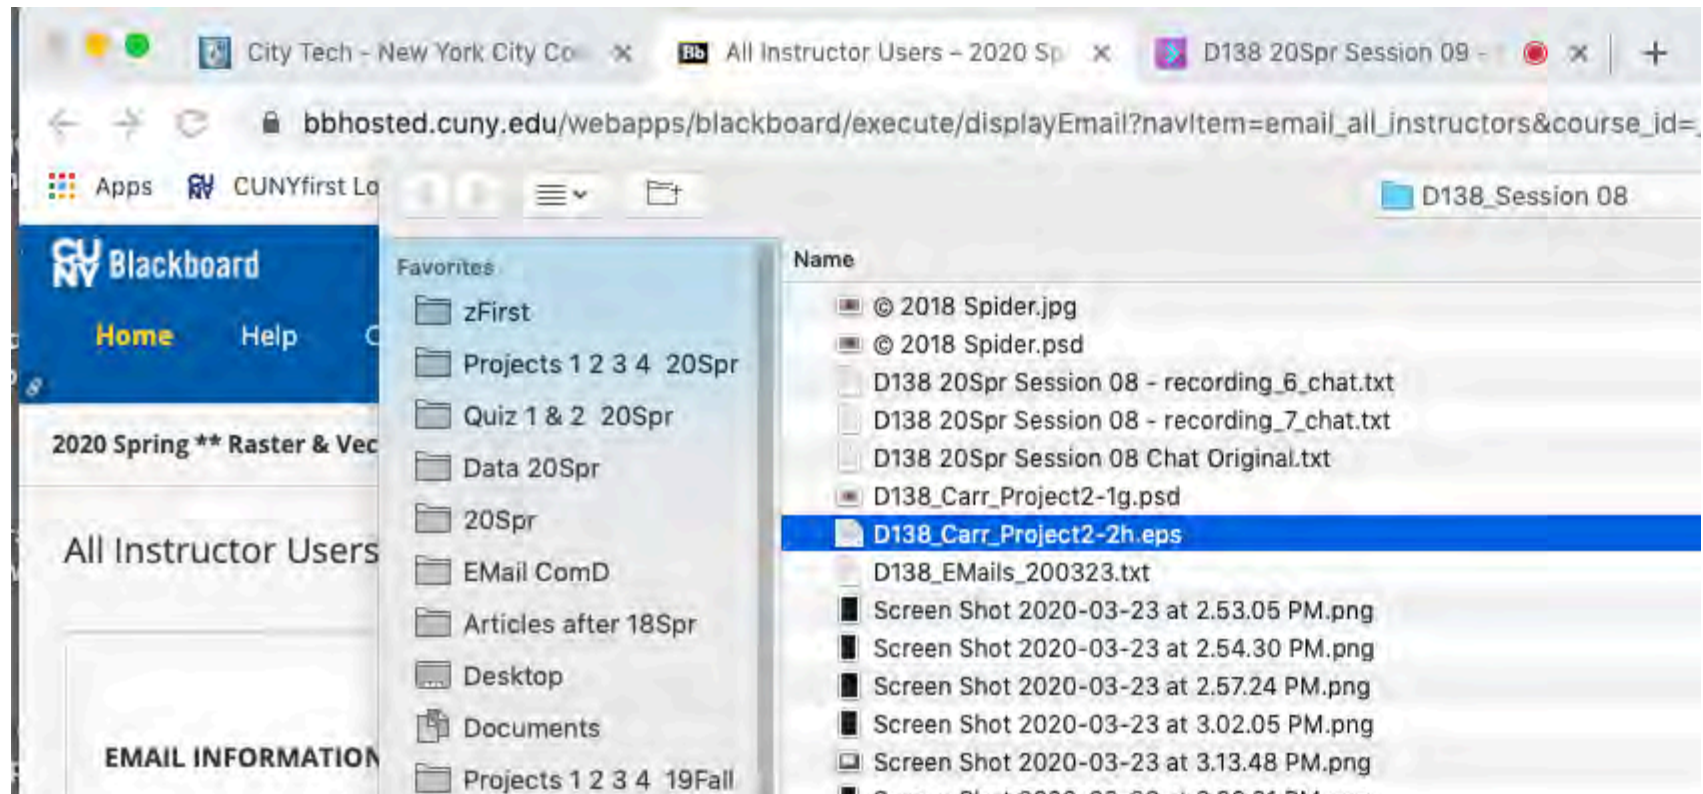 City Tech - New York City Co
All Instructor Users – 2020 Sp
D138 20Spr Session 09 -
bbhosted.cuny.edu/webapps/blackboard/execute/displayEmail?navItem=email_all_instructors&course_id=_
Apps
CUNYfirst Lo
D138_Session 08
CUNY Blackboard
Home
Help
2020 Spring ** Raster & Vec
All Instructor Users
EMAIL INFORMATION
Favorites
zFirst
Projects 1 2 3 4 20Spr
Quiz 1 & 2 20Spr
Data 20Spr
20Spr
EMail ComD
Articles after 18Spr
Desktop
Documents
Projects 1 2 3 4 19Fall
Name
© 2018 Spider.jpg
© 2018 Spider.psd
D138 20Spr Session 08 - recording_6_chat.txt
D138 20Spr Session 08 - recording_7_chat.txt
D138 20Spr Session 08 Chat Original.txt
D138_Carr_Project2-1g.psd
D138_Carr_Project2-2h.eps
D138_EMails_200323.txt
Screen Shot 2020-03-23 at 2.53.05 PM.png
Screen Shot 2020-03-23 at 2.54.30 PM.png
Screen Shot 2020-03-23 at 2.57.24 PM.png
Screen Shot 2020-03-23 at 3.02.05 PM.png
Screen Shot 2020-03-23 at 3.13.48 PM.png